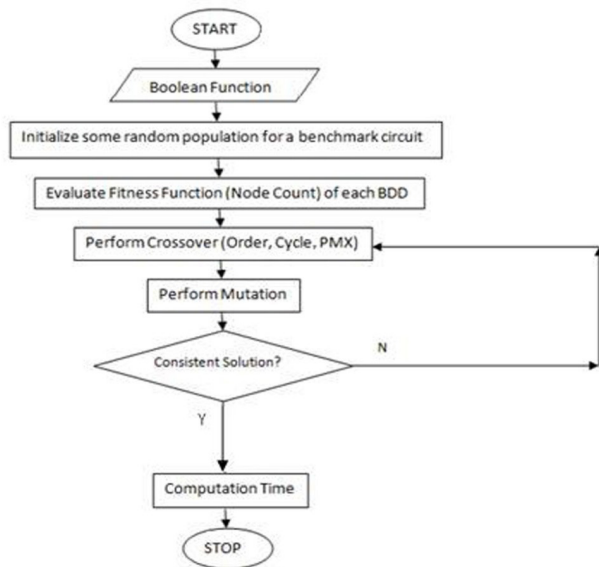 START
Boolean Function
Initialize some random population for a benchmark circuit
Evaluate Fitness Function (Node Count) of each BDD
Perform Crossover (Order, Cycle, PMX)
Perform Mutation
Consistent Solution?
N
Y
Computation Time
STOP